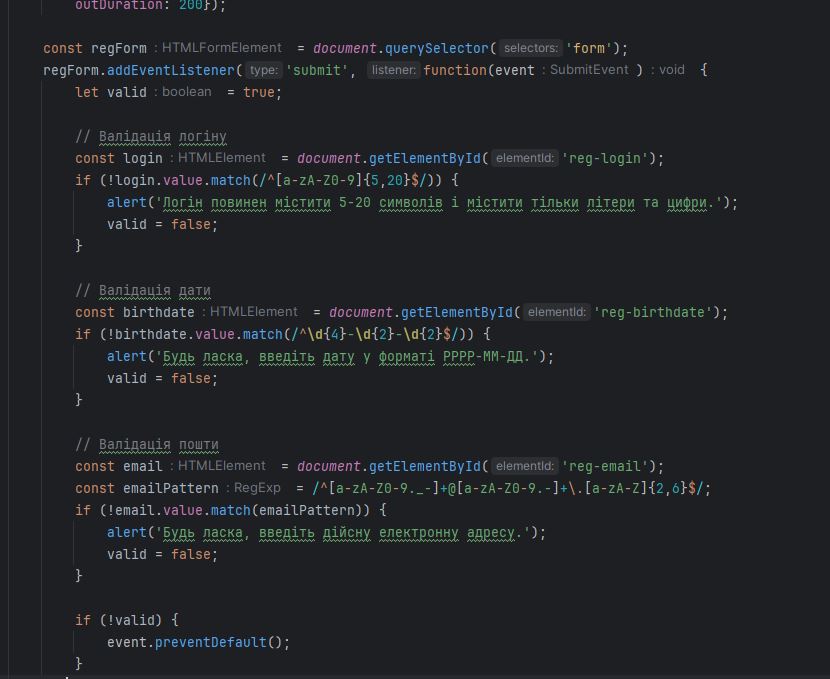 outDuration: 200});
const regForm : HTMLFormElement = document.querySelector( selectors: 'form');
regForm.addEventListener( type: 'submit', listener: function(event : SubmitEvent ) : void {
let valid : boolean = true;
// Валідація логіну
const login : HTMLElement = document.getElementById( elementId: 'reg-login');
if (!login.value.match(/^[a-zA-Z0-9]{5,20}$/)) {
alert('Логін повинен містити 5-20 символів і містити тільки літери та цифри.');
valid = false;
}
// Валідація дати
const birthdate : HTMLElement = document.getElementById( elementId: 'reg-birthdate');
if (!birthdate.value.match(/^\d{4}-\d{2}-\d{2}$/)) {
alert('Будь ласка, введіть дату у форматі РРРР-ММ-ДД.');
valid = false;
}
// Валідація пошти
const email : HTMLElement = document.getElementById( elementId: 'reg-email');
const emailPattern : RegExp = /^[a-zA-Z0-9._-]+@[a-zA-Z0-9.-]+\.[a-zA-Z]{2,6}$/;
if (!email.value.match(emailPattern)) {
alert('Будь ласка, введіть дійсну електронну адресу.');
valid = false;
}
if (!valid) {
event.preventDefault();
}